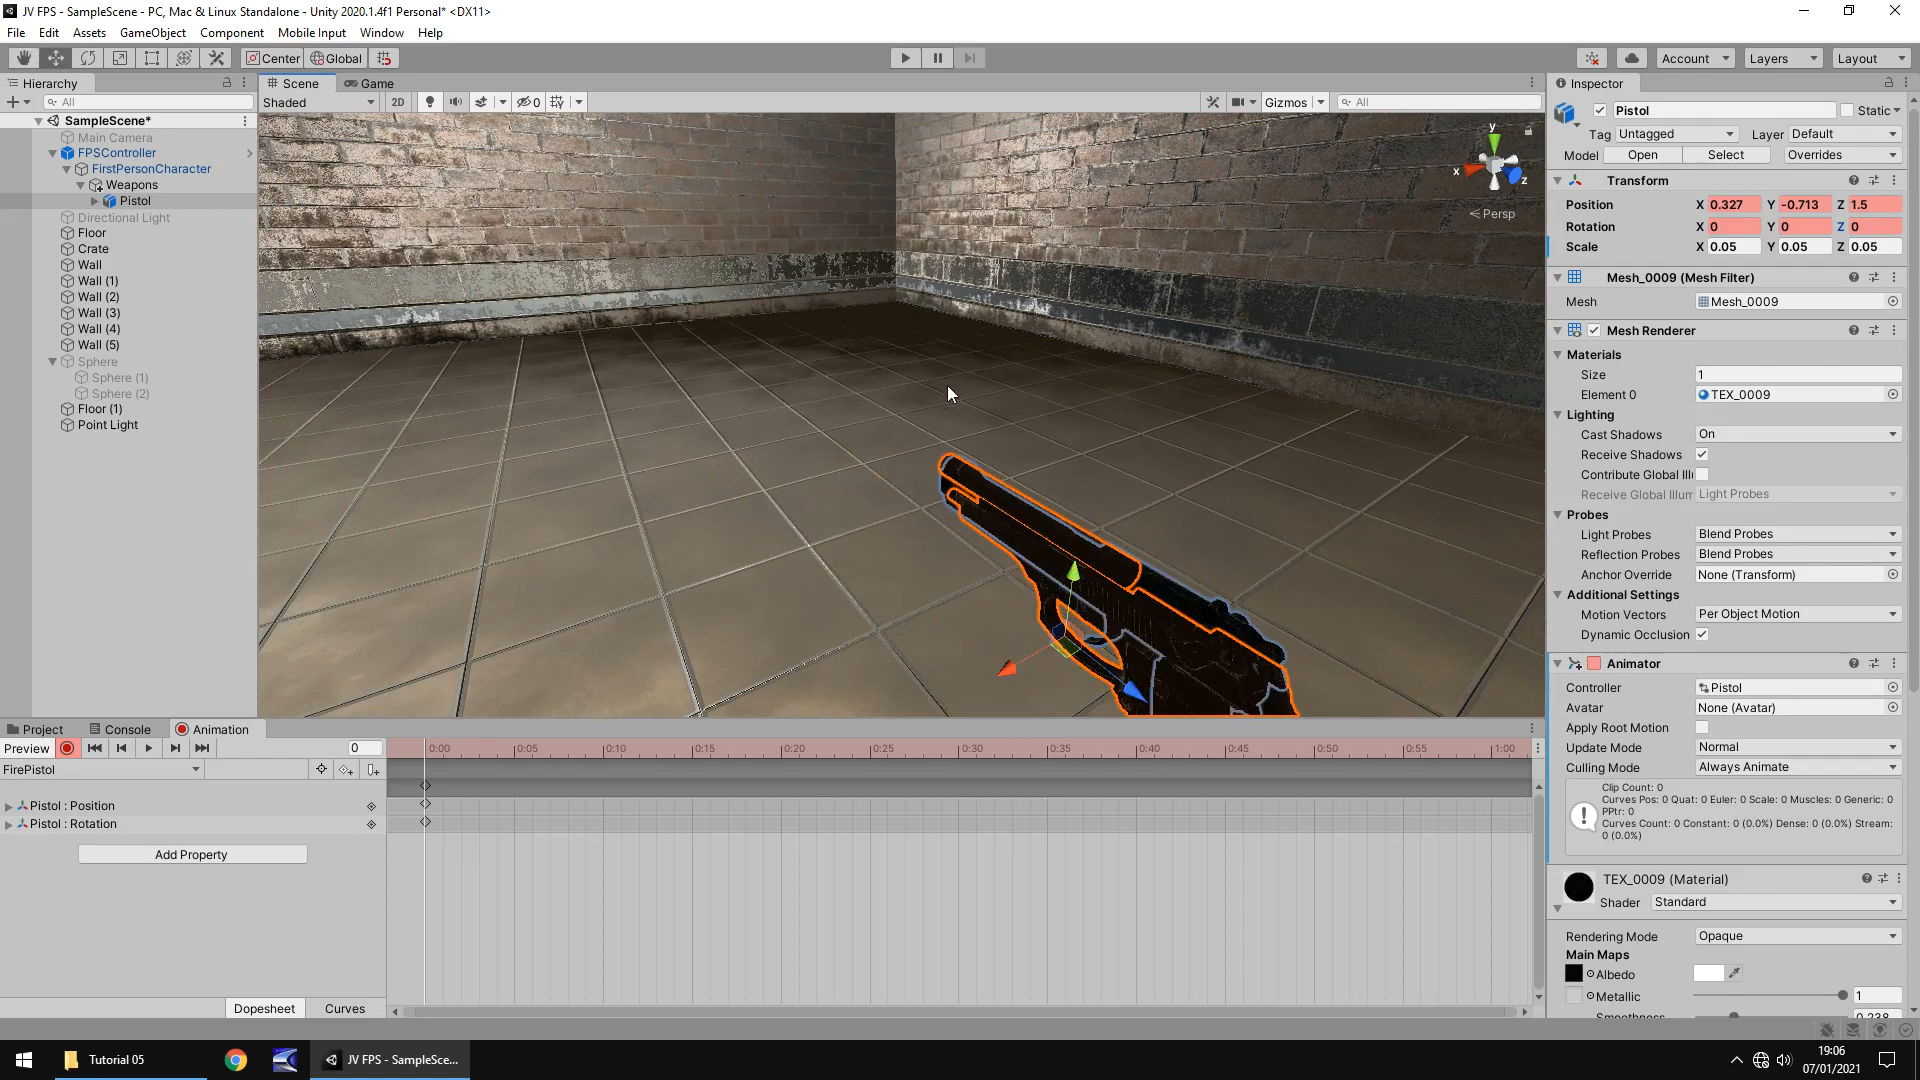 JV FPS - SampleScene - PC, Mac & Linux Standalone - Unity 2020.1.4f1 Personal* <DX11>
File Edit Assets GameObject Component Mobile Input Window Help
Center Global Account Layers Layout
Hierarchy Scene Game Inspector
All Shaded 2D 0 Gizmos All
Pistol Static
SampleScene*
Main Camera
FPSController
FirstPersonCharacter
Weapons
Pistol
Directional Light
Floor
Crate
Wall
Wall (1)
Wall (2)
Wall (3)
Wall (4)
Wall (5)
Sphere
Sphere (1)
Sphere (2)
Floor (1)
Point Light
y
x
z
Persp
Tag Untagged Layer Default
Model Open Select Overrides
Transform
Position X 0.327 Y -0.713 Z 1.5
Rotation X 0 Y 0 Z 0
Scale X 0.05 Y 0.05 Z 0.05
Mesh_0009 (Mesh Filter)
Mesh Mesh_0009
Mesh Renderer
Materials
Size 1
Element 0 TEX_0009
Lighting
Cast Shadows On
Receive Shadows
Contribute Global Illu
Receive Global Illum Light Probes
Probes
Light Probes Blend Probes
Reflection Probes Blend Probes
Anchor Override None (Transform)
Additional Settings
Motion Vectors Per Object Motion
Dynamic Occlusion
Animator
Controller Pistol
Avatar None (Avatar)
Apply Root Motion
Update Mode Normal
Culling Mode Always Animate
Clip Count: 0
Curves Pos: 0 Quat: 0 Euler: 0 Scale: 0 Muscles: 0 Generic: 0
PPtr: 0
Curves Count: 0 Constant: 0 (0.0%) Dense: 0 (0.0%) Stream:
0 (0.0%)
TEX_0009 (Material)
Shader Standard
Rendering Mode Opaque
Main Maps
Albedo
Metallic 1
Smoothness 0.238
Project Console Animation
Preview 0 0:00 0:05 0:10 0:15 0:20 0:25 0:30 0:35 0:40 0:45 0:50 0:55 1:00
FirePistol
Pistol : Position
Pistol : Rotation
Add Property
Dopesheet Curves
Tutorial 05 JV FPS - SampleSce...
19:06
07/01/2021